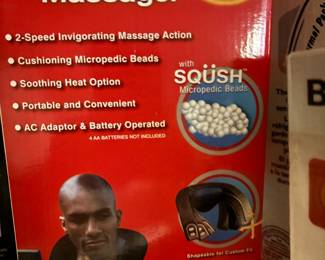 Massager
• 2-Speed Invigorating Massage Action
• Cushioning Micropedic Beads
• Soothing Heat Option
• Portable and Convenient
• AC Adaptor & Battery Operated
4 AA BATTERIES NOT INCLUDED
with
SQÜSH™
Micropedic Beads
Shapeable for Custom Fit
B